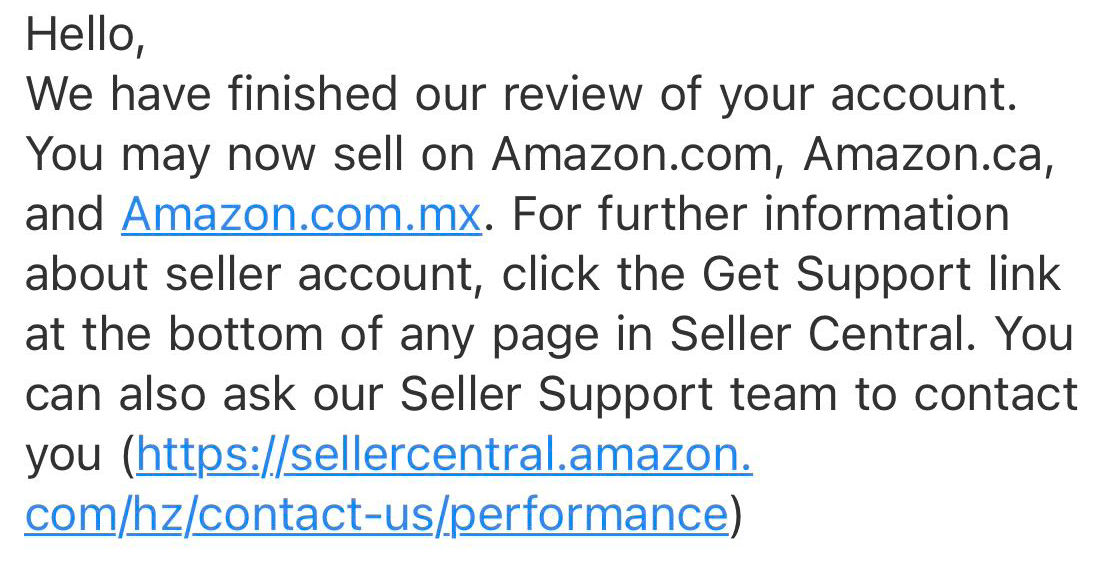 Hello,
We have finished our review of your account.
You may now sell on Amazon.com, Amazon.ca,
and Amazon.com.mx. For further information
about seller account, click the Get Support link
at the bottom of any page in Seller Central. You
can also ask our Seller Support team to contact
you (https://sellercentral.amazon.
com/hz/contact-us/performance)